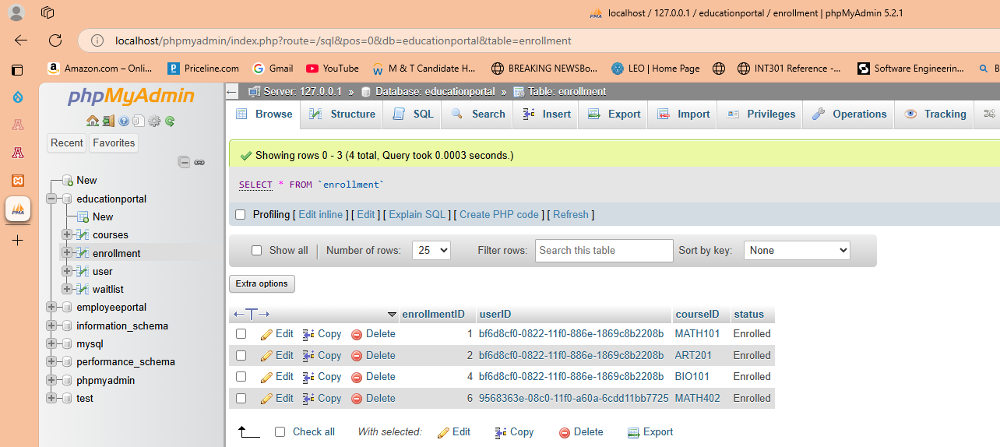 localhost / 127.0.0.1 / educationportal / enrollment | phpMyAdmin 5.2.1
localhost/phpmyadmin/index.php?route=/sql&pos=0&db=educationportal&table=enrollment
Amazon.com – Onli... Priceline.com Gmail YouTube M & T Candidate H... BREAKING NEWSBo... LEO | Home Page INT301 Reference -... Software Engineerin... B
phpMyAdmin
Recent Favorites
New
educationportal
New
courses
enrollment
user
waitlist
employeeportal
information_schema
mysql
performance_schema
phpmyadmin
test
Server: 127.0.0.1 » Database: educationportal » Table: enrollment
Browse Structure SQL Search Insert Export Import Privileges Operations Tracking
Showing rows 0 - 3 (4 total, Query took 0.0003 seconds.)
SELECT * FROM `enrollment`
Profiling [ Edit inline ] [ Edit ] [ Explain SQL ] [ Create PHP code ] [ Refresh ]
Show all | Number of rows: 25 Filter rows: Search this table Sort by key: None
Extra options
enrollmentID userID courseID status
Edit Copy Delete 1 bf6d8cf0-0822-11f0-886e-1869c8b2208b MATH101 Enrolled
Edit Copy Delete 2 bf6d8cf0-0822-11f0-886e-1869c8b2208b ART201 Enrolled
Edit Copy Delete 4 bf6d8cf0-0822-11f0-886e-1869c8b2208b BIO101 Enrolled
Edit Copy Delete 6 9568363e-08c0-11f0-a60a-6cdd11bb7725 MATH402 Enrolled
Check all With selected: Edit Copy Delete Export